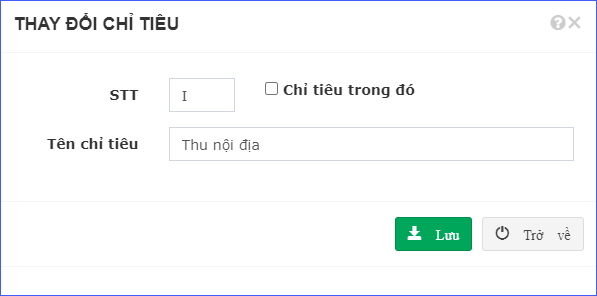 THAY ĐỔI CHỈ TIÊU
STT I Chỉ tiêu trong đó
Tên chỉ tiêu Thu nội địa
Lưu Trở về